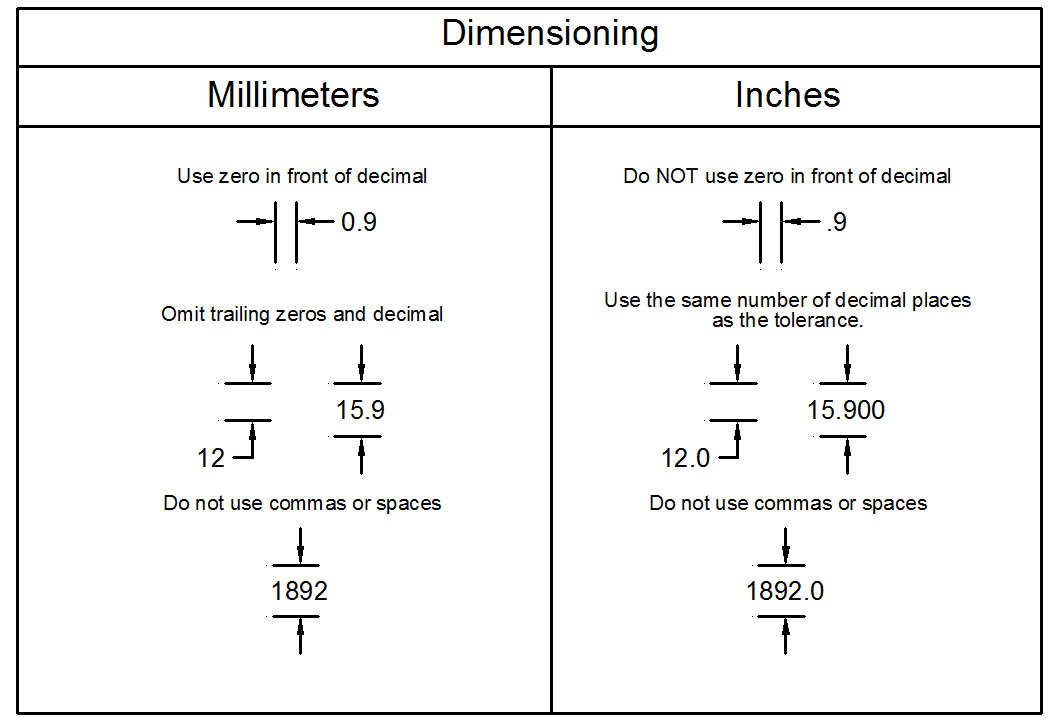 Dimensioning
Millimeters
Use zero in front of decimal
0.9
Omit trailing zeros and decimal
15.9
12
Do not use commas or spaces
1892
Inches
Do NOT use zero in front of decimal
.9
Use the same number of decimal places
as the tolerance.
15.900
12.0
Do not use commas or spaces
1892.0